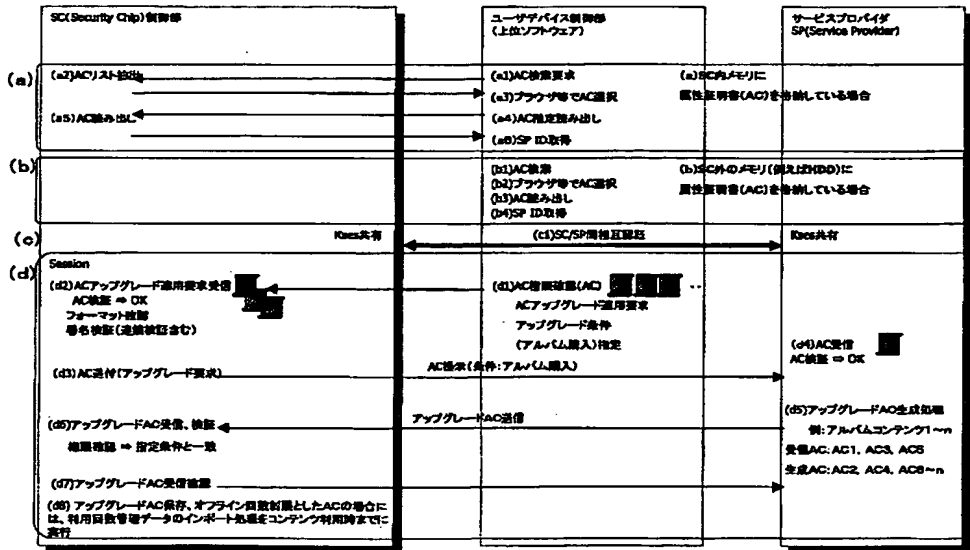 SC(Security Chip)制御部
ユーザデバイス制御部
(上位ソフトウェア)
サービスプロバイダ
SP(Service Provider)
(a)
(a2)ACリスト抽出
(a1)AC検索要求
(a)SC内メモリに
(a3)ブラウザ等でAC選択
属性証明書(AC)を格納している場合
(a5)AC読み出し
(a4)AC指定読み出し
(a6)SP ID取得
(b)
(b1)AC検索
(b)SC外のメモリ(例えばHDD)に
(b2)ブラウザ等でAC選択
属性証明書(AC)を格納している場合
(b3)AC読み出し
(b4)SP ID取得
(c)
Kses共有
(c1)SC/SP間相互認証
Kses共有
(d)
Session
(d2)ACアップグレード適用要求受信
AC検証 ⇒ OK
フォーマット確認
署名検証(連鎖検証含む)
(d1)AC権限確認(AC)
ACアップグレード適用要求
アップグレード条件
(アルバム購入)指定
(d4)AC受信
AC検証 ⇒ OK
(d3)AC送付(アップグレード要求)
AC提示(条件:アルバム購入)
アップグレードAC送信
(d5)アップグレードAC生成処理
例:アルバムコンテンツ1~n
受信AC:AC1、AC3、AC5
生成AC:AC2、AC4、AC6~n
(d6)アップグレードAC受信、検証
権限確認 ⇒ 指定条件と一致
(d7)アップグレードAC受信確認
(d8) アップグレードAC保存、オフライン回数制限としたACの場合に
は、利用回数管理データのインポート処理をコンテンツ利用時までに
実行